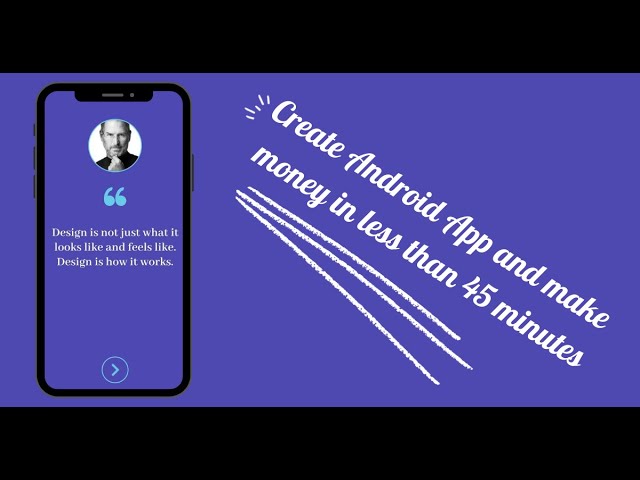 “
Design is not just what it
looks like and feels like.
Design is how it works.
Create Android App and make
money in less than 45 minutes